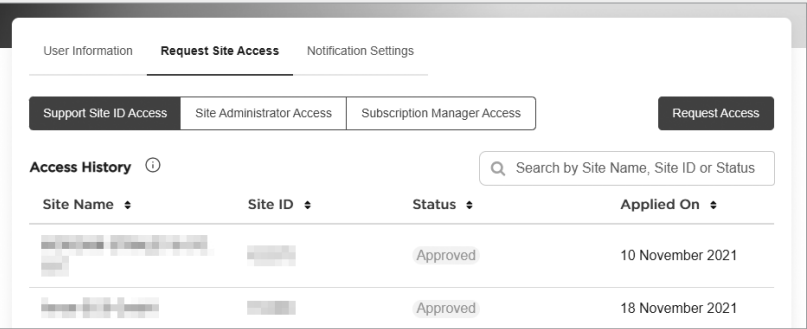 User Information Request Site Access Notification Settings
Support Site ID Access Site Administrator Access Subscription Manager Access Request Access
Access History Search by Site Name, Site ID or Status
Site Name Site ID Status Applied On
Approved 10 November 2021
Approved 18 November 2021